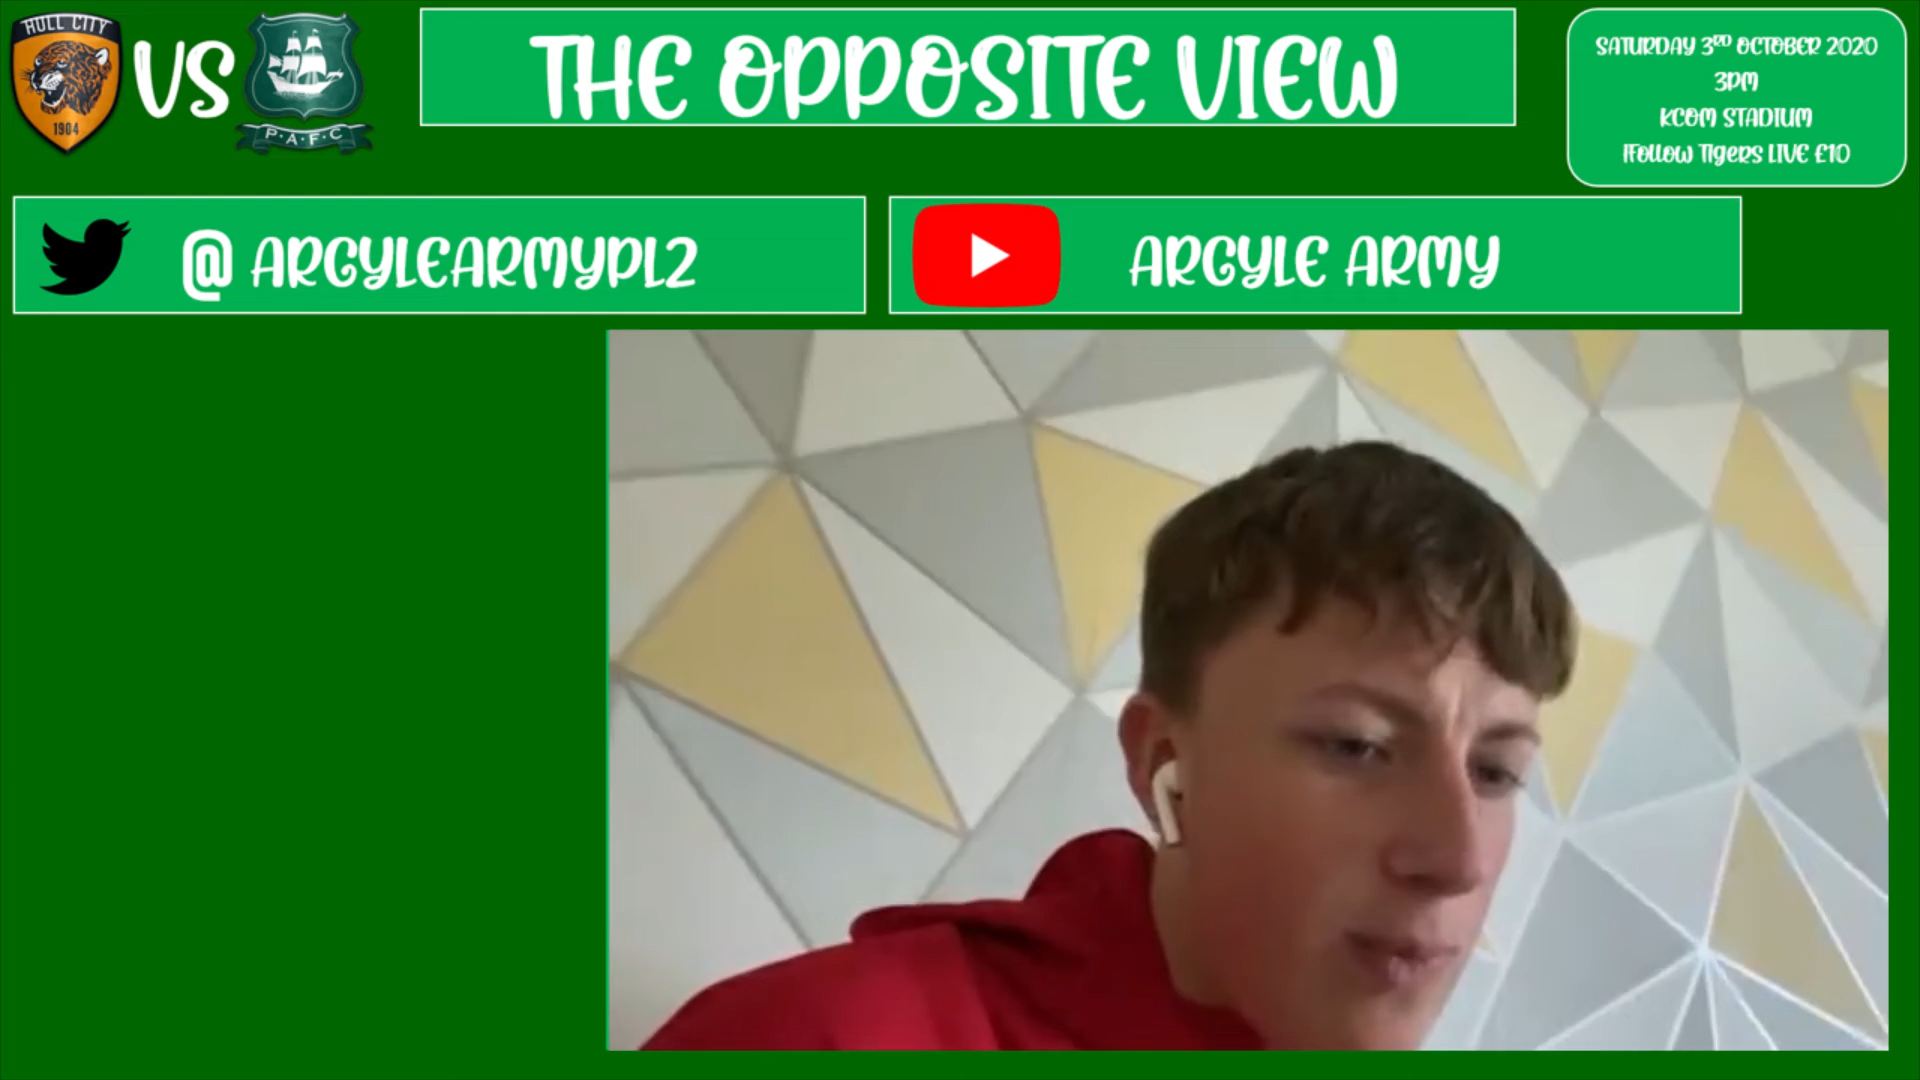 HULL CITY
1904
VS
P.A.F.C
THE OPPOSITE VIEW
SATURDAY 3RD OCTOBER 2020
3PM
KCOM STADIUM
IFOLLOW TIGERS LIVE £10
@ ARGYLEARMYPL2
ARGYLE ARMY